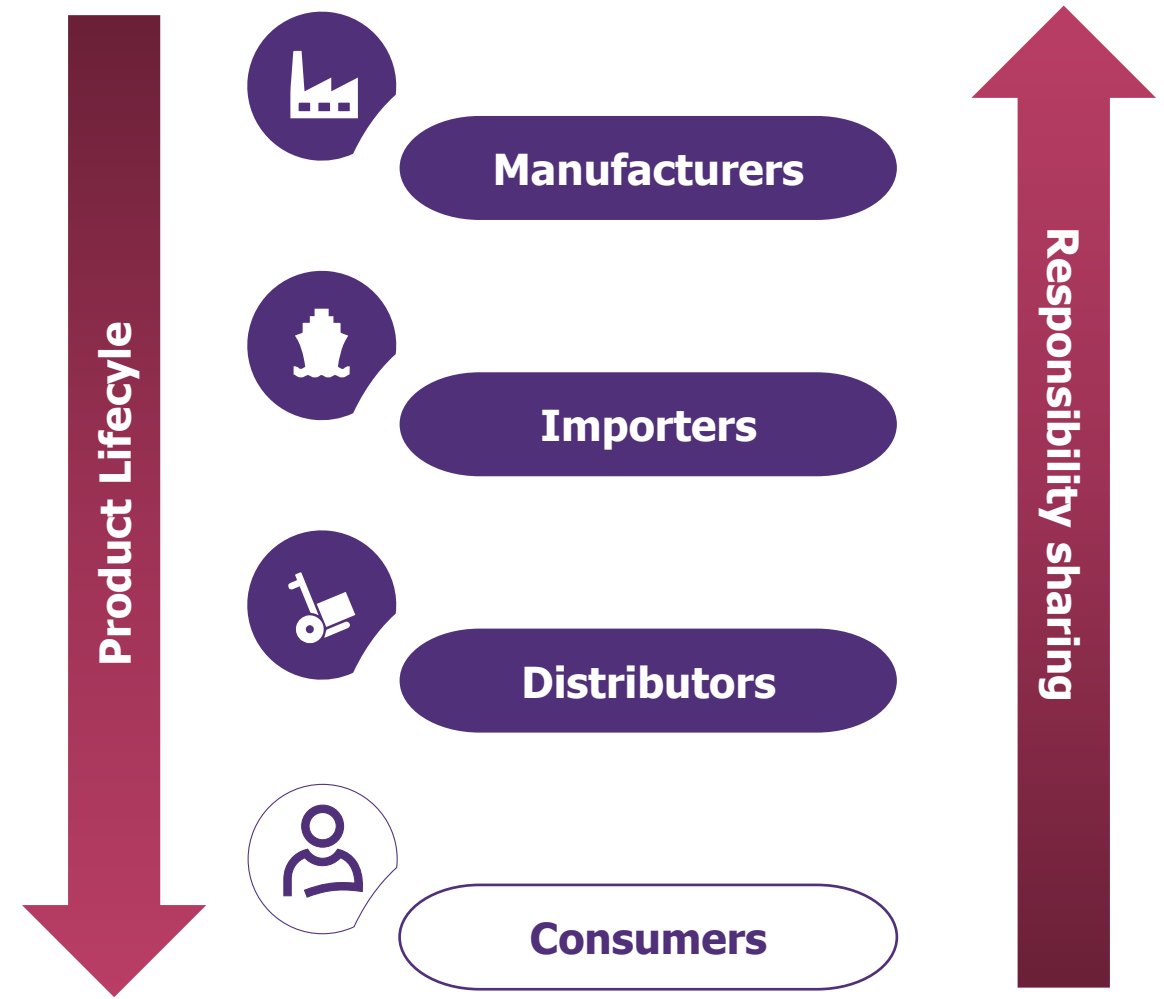 Manufacturers
Importers
Distributors
Consumers
Product Lifecyle
Responsibility sharing